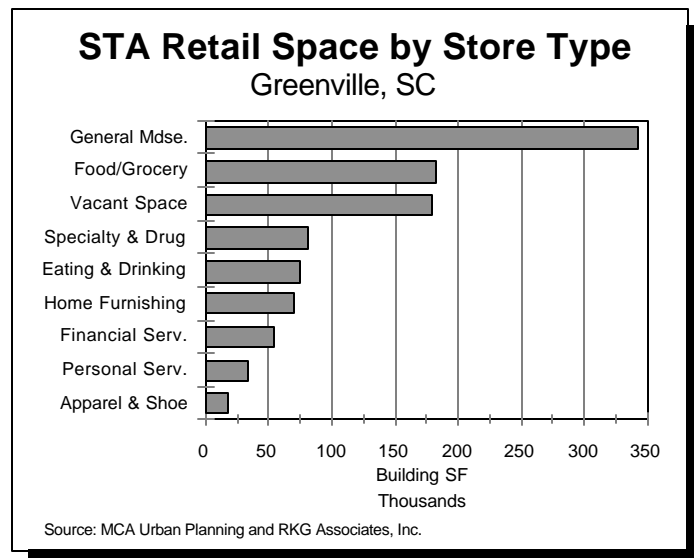 STA Retail Space by Store Type
Greenville, SC
General Mdse.
Food/Grocery
Vacant Space
Specialty & Drug
Eating & Drinking
Home Furnishing
Financial Serv.
Personal Serv.
Apparel & Shoe
0 50 100 150 200 250 300 350
Building SF
Thousands
Source: MCA Urban Planning and RKG Associates, Inc.